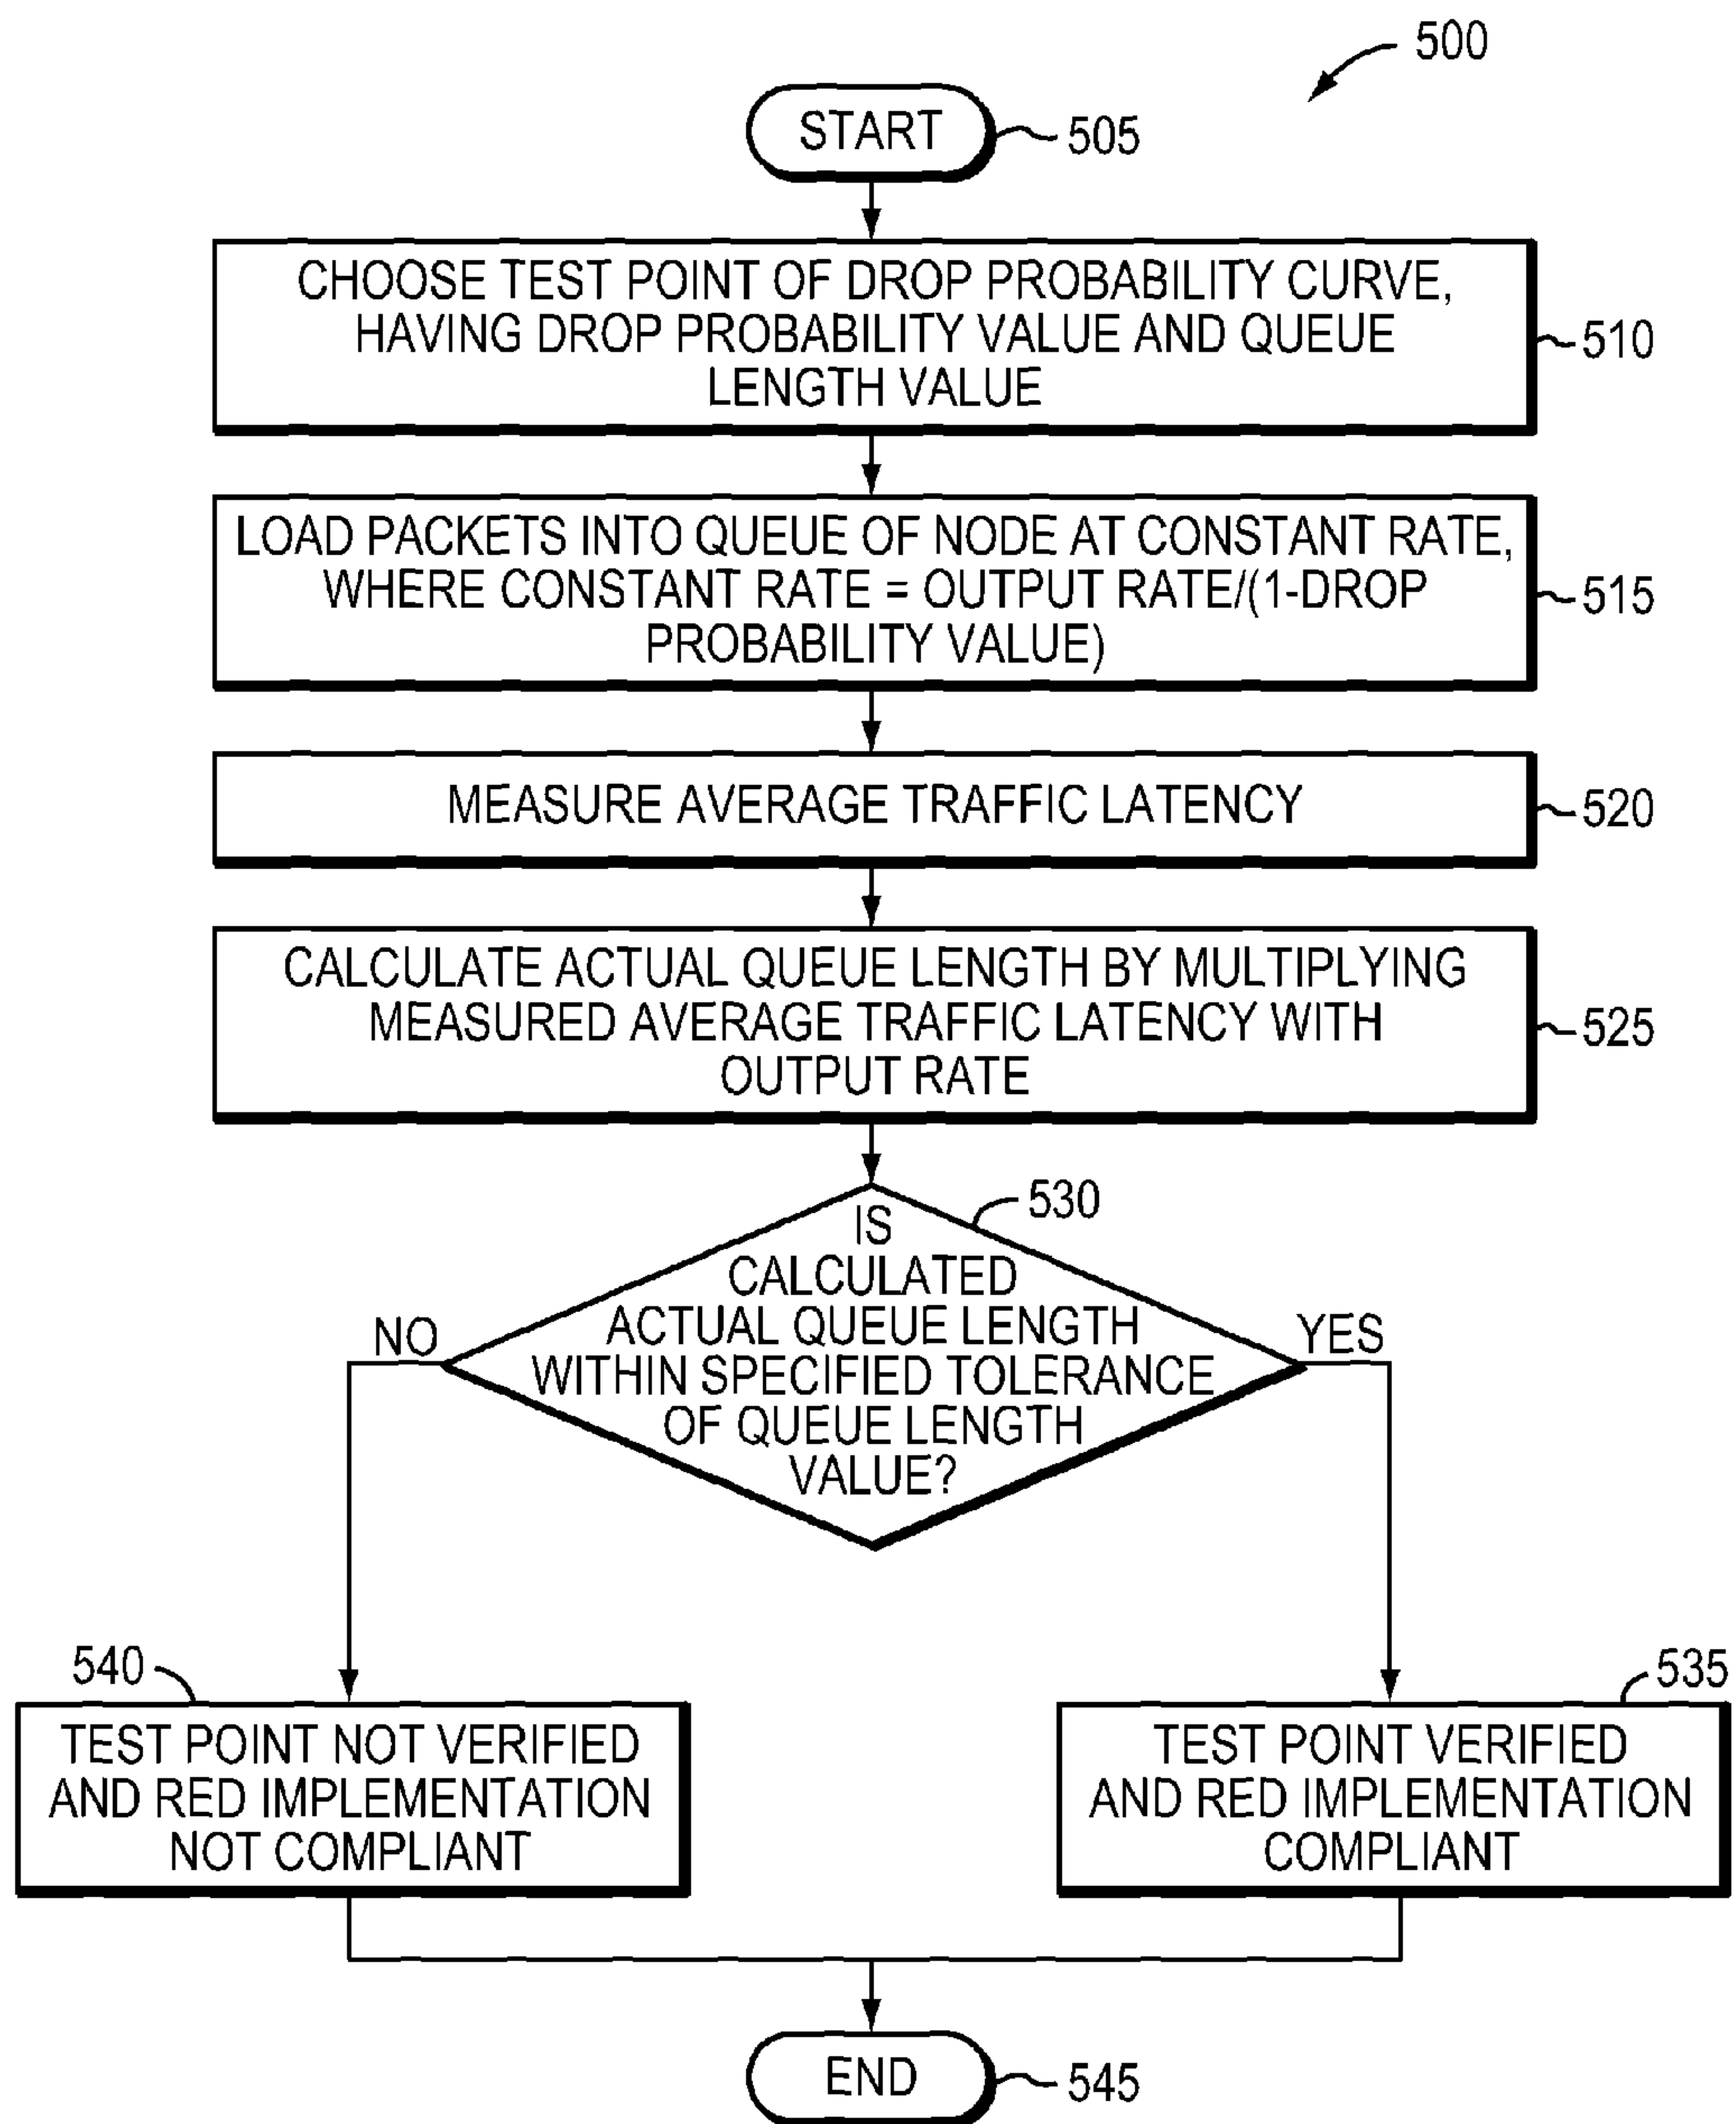 500
START
505
CHOOSE TEST POINT OF DROP PROBABILITY CURVE,
HAVING DROP PROBABILITY VALUE AND QUEUE
LENGTH VALUE
510
LOAD PACKETS INTO QUEUE OF NODE AT CONSTANT RATE,
WHERE CONSTANT RATE = OUTPUT RATE/(1-DROP
PROBABILITY VALUE)
515
MEASURE AVERAGE TRAFFIC LATENCY
520
CALCULATE ACTUAL QUEUE LENGTH BY MULTIPLYING
MEASURED AVERAGE TRAFFIC LATENCY WITH
OUTPUT RATE
525
530
IS
CALCULATED
ACTUAL QUEUE LENGTH
WITHIN SPECIFIED TOLERANCE
OF QUEUE LENGTH
VALUE?
NO
YES
540
TEST POINT NOT VERIFIED
AND RED IMPLEMENTATION
NOT COMPLIANT
535
TEST POINT VERIFIED
AND RED IMPLEMENTATION
COMPLIANT
END
545